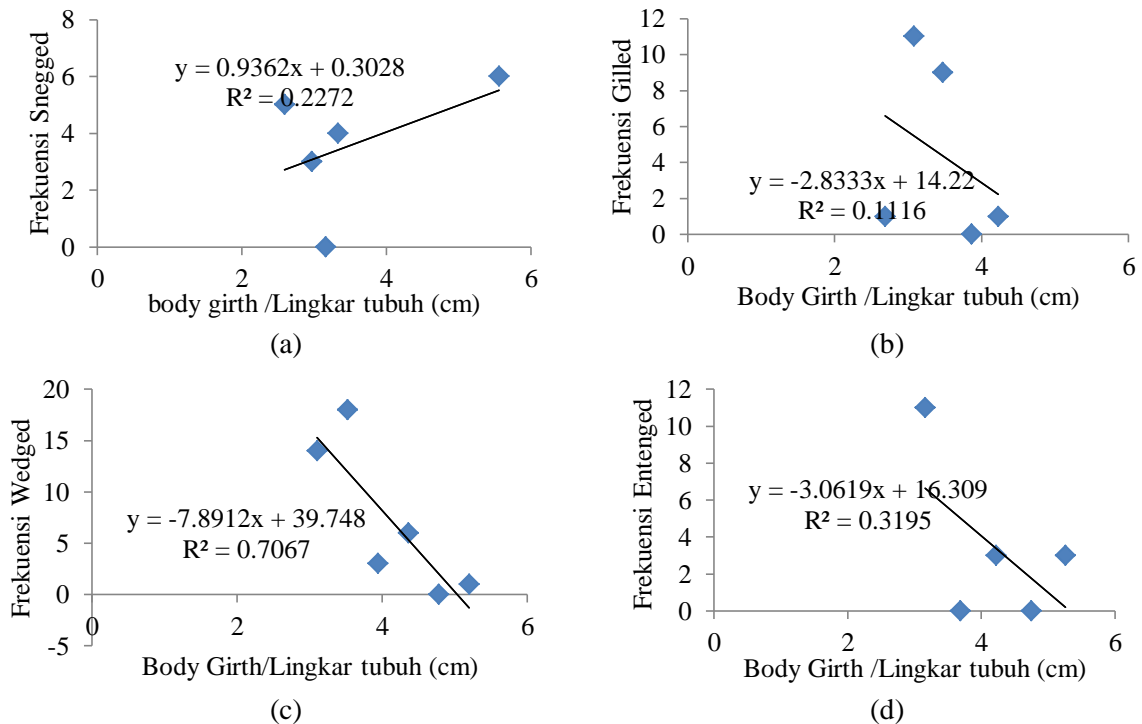 8
6
4
2
0
Frekuensi Snegged
y = 0.9362x + 0.3028
R² = 0.2272
0 2 4 6
body girth /Lingkar tubuh (cm)
(a)
12
10
8
6
4
2
0
Frekuensi Gilled
y = -2.8333x + 14.22
R² = 0.1116
0 2 4 6
Body Girth /Lingkar tubuh (cm)
(b)
20
15
10
5
0
-5
Frekuensi Wedged
y = -7.8912x + 39.748
R² = 0.7067
0 2 4 6
Body Girth/Lingkar tubuh (cm)
(c)
12
10
8
6
4
2
0
Frekuensi Entenged
y = -3.0619x + 16.309
R² = 0.3195
0 2 4 6
Body Girth /Lingkar tubuh (cm)
(d)